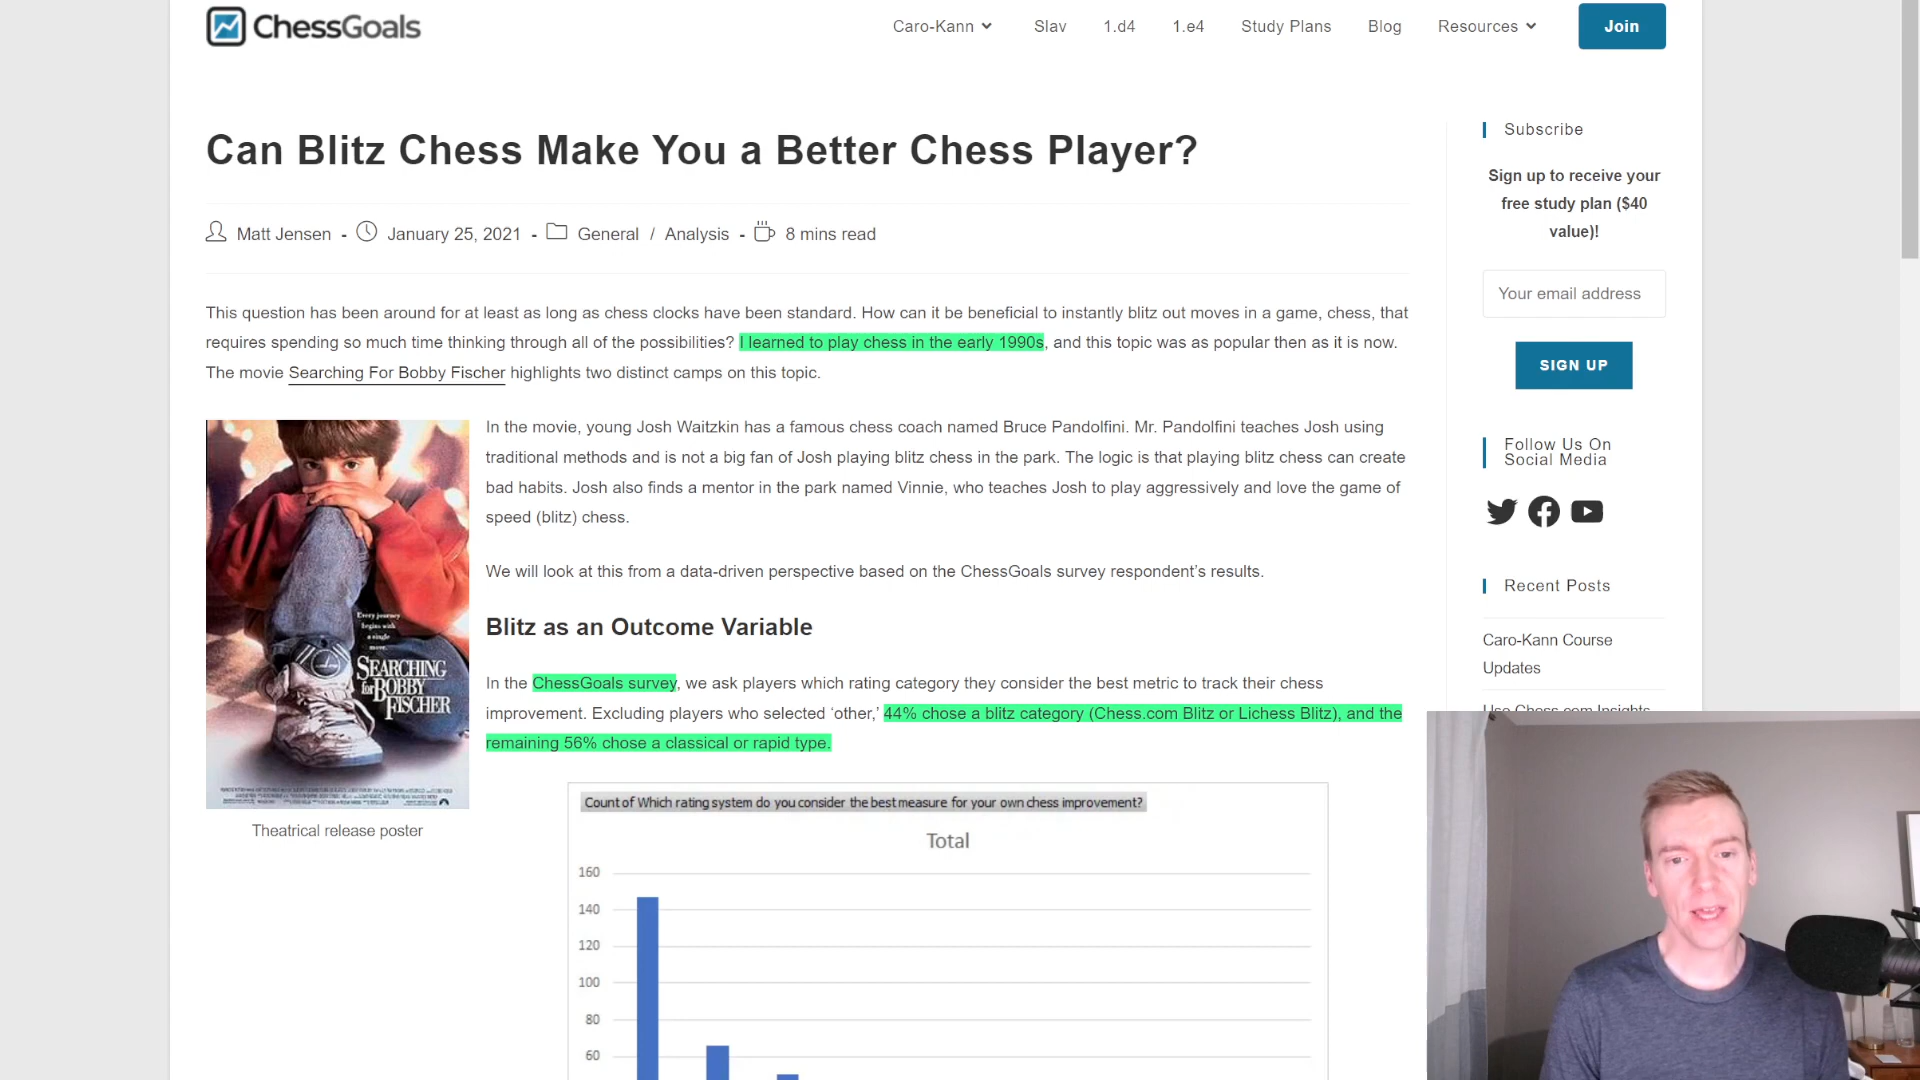 ChessGoals
Caro-Kann
Slav
1.d4
1.e4
Study Plans
Blog
Resources
Join
Can Blitz Chess Make You a Better Chess Player?
Matt Jensen - January 25, 2021 - General / Analysis - 8 mins read
This question has been around for at least as long as chess clocks have been standard. How can it be beneficial to instantly blitz out moves in a game, chess, that
requires spending so much time thinking through all of the possibilities? I learned to play chess in the early 1990s, and this topic was as popular then as it is now.
The movie Searching For Bobby Fischer highlights two distinct camps on this topic.
Every journey
begins with
a single
move.
SEARCHING
for BOBBY
FISCHER
Theatrical release poster
In the movie, young Josh Waitzkin has a famous chess coach named Bruce Pandolfini. Mr. Pandolfini teaches Josh using
traditional methods and is not a big fan of Josh playing blitz chess in the park. The logic is that playing blitz chess can create
bad habits. Josh also finds a mentor in the park named Vinnie, who teaches Josh to play aggressively and love the game of
speed (blitz) chess.
We will look at this from a data-driven perspective based on the ChessGoals survey respondent’s results.
Blitz as an Outcome Variable
In the ChessGoals survey, we ask players which rating category they consider the best metric to track their chess
improvement. Excluding players who selected ‘other,’ 44% chose a blitz category (Chess.com Blitz or Lichess Blitz), and the
remaining 56% chose a classical or rapid type.
Count of Which rating system do you consider the best measure for your own chess improvement?
Total
160
140
120
100
80
60
Subscribe
Sign up to receive your
free study plan ($40
value)!
Your email address
SIGN UP
Follow Us On
Social Media
Recent Posts
Caro-Kann Course
Updates
Use Chess.com Insights